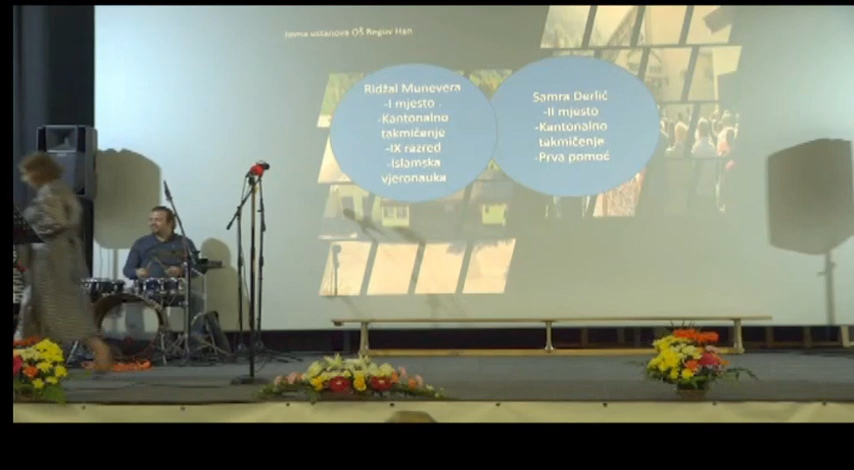 Javna ustanova OŠ Begov Han
Ridžal Munevera
-I mjesto
-Kantonalno
takmičenje
-IX razred
-Islamska
vjeronauka
Samra Derlić
-II mjesto
-Kantonalno
takmičenje
-Prva pomoć